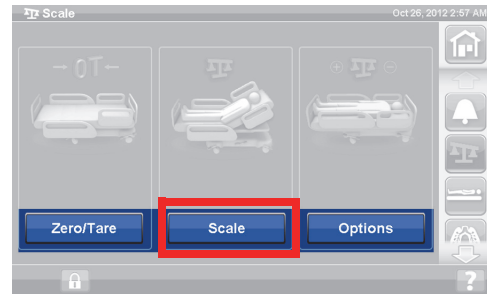 Scale
Oct 26, 2012 2:57 AM
→0T←
Zero/Tare
Scale
Options
?